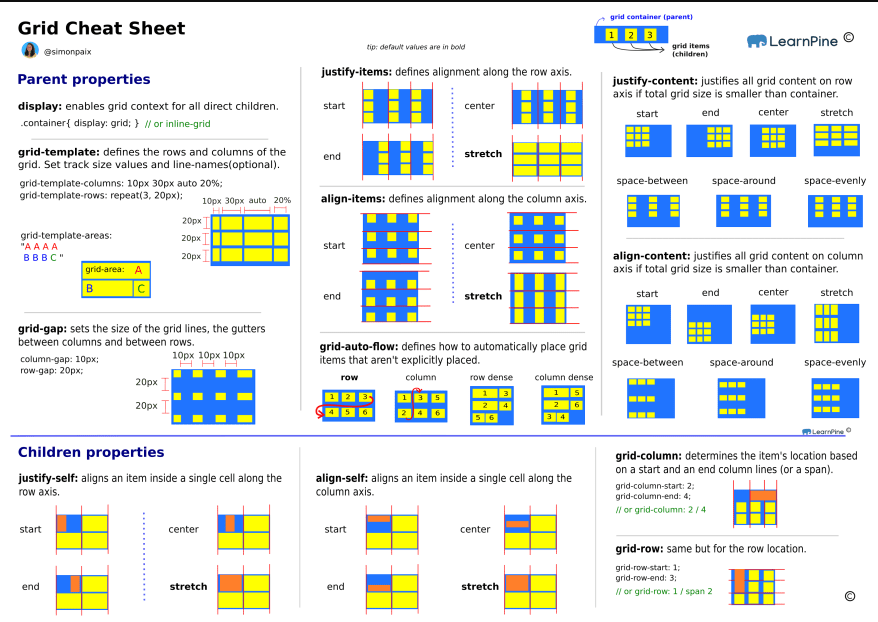 Grid Cheat Sheet
@simonpaix
tip: default values are in bold
grid container (parent)
1 2 3
grid items
(children)
LearnPine ©
Parent properties
display: enables grid context for all direct children.
.container{ display: grid; } // or inline-grid
grid-template: defines the rows and columns of the
grid. Set track size values and line-names(optional).
grid-template-columns: 10px 30px auto 20%;
grid-template-rows: repeat(3, 20px);
10px 30px auto 20%
20px
20px
20px
grid-template-areas:
"A A A A
B B B C "
grid-area: A
B C
grid-gap: sets the size of the grid lines, the gutters
between columns and between rows.
column-gap: 10px;
row-gap: 20px;
10px 10px 10px
20px
20px
justify-items: defines alignment along the row axis.
start
center
end
stretch
align-items: defines alignment along the column axis.
start
center
end
stretch
grid-auto-flow: defines how to automatically place grid
items that aren't explicitly placed.
row column row dense column dense
1 2 3
4 5 6
1 3 5
2 4 6
1 3
2 4
5 6
1 5
2 6
3 4
justify-content: justifies all grid content on row
axis if total grid size is smaller than container.
start end center stretch
space-between space-around space-evenly
align-content: justifies all grid content on column
axis if total grid size is smaller than container.
start end center stretch
space-between space-around space-evenly
LearnPine ©
Children properties
justify-self: aligns an item inside a single cell along the
row axis.
start
center
end
stretch
align-self: aligns an item inside a single cell along the
column axis.
start
center
end
stretch
grid-column: determines the item's location based
on a start and an end column lines (or a span).
grid-column-start: 2;
grid-column-end: 4;
// or grid-column: 2 / 4
grid-row: same but for the row location.
grid-row-start: 1;
grid-row-end: 3;
// or grid-row: 1 / span 2
©